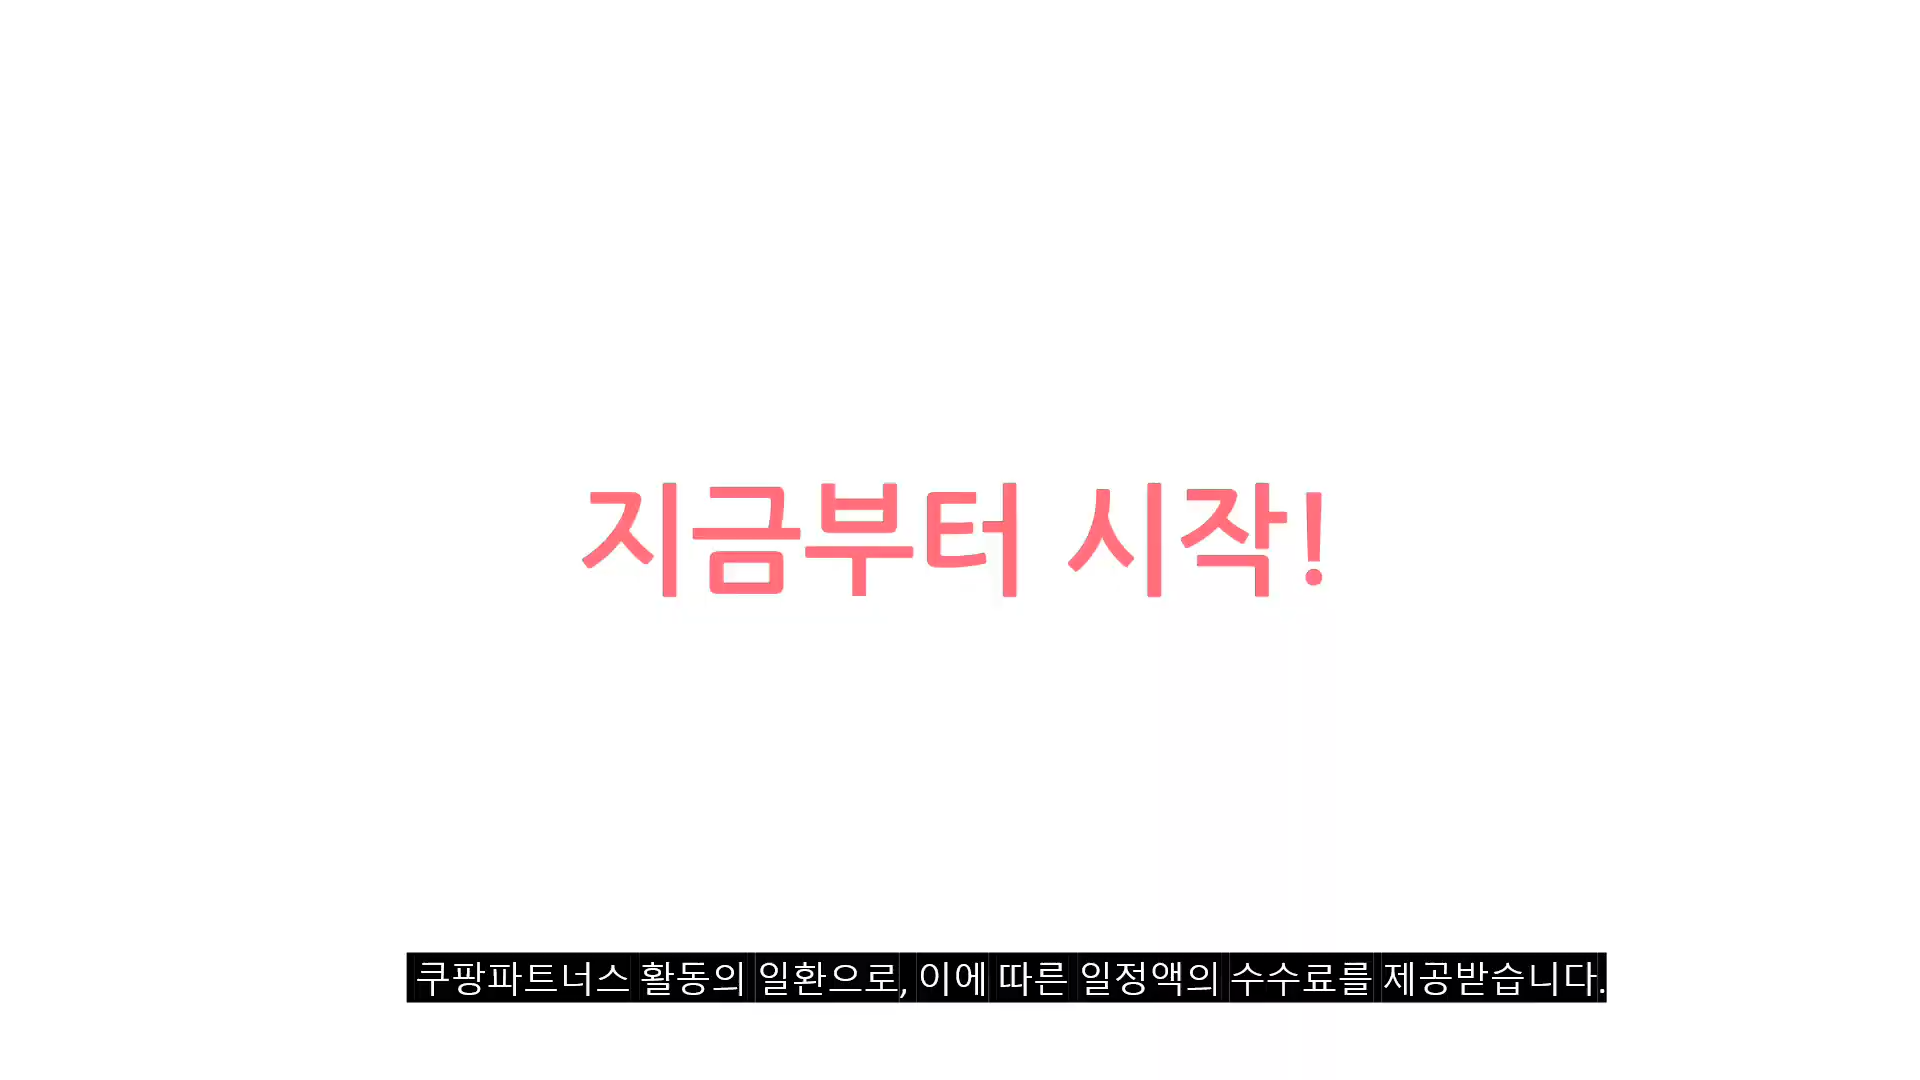 지금부터 시작!
쿠팡파트너스 활동의 일환으로, 이에 따른 일정액의 수수료를 제공받습니다.